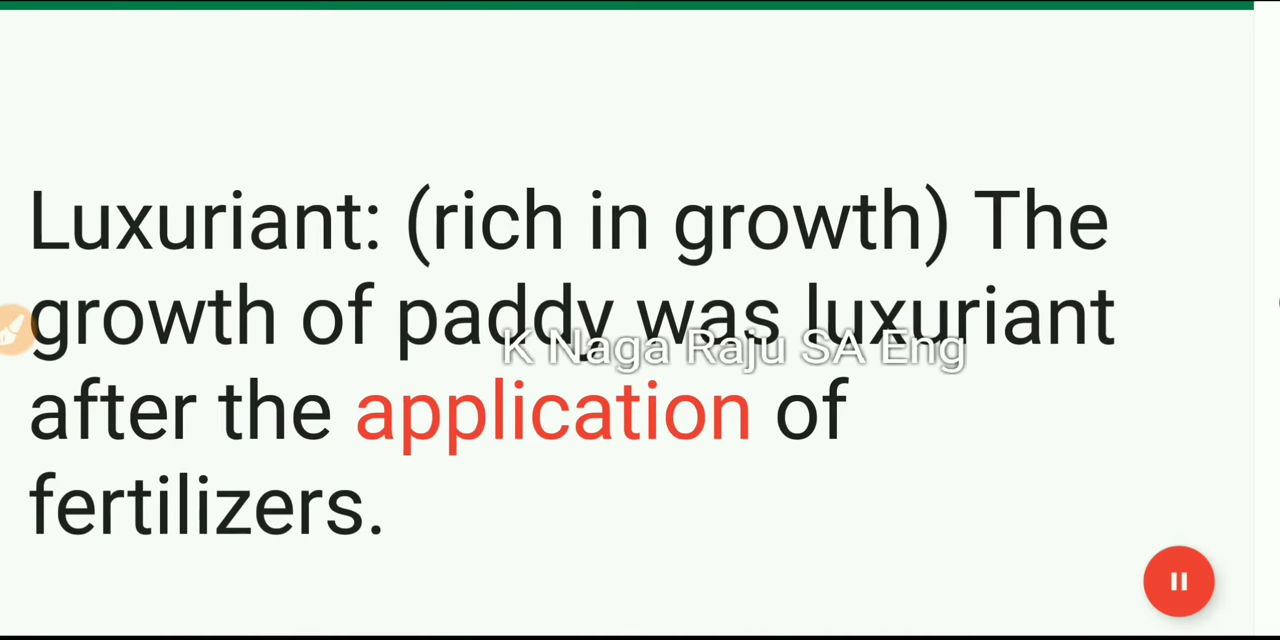 Luxuriant: (rich in growth) The
growth of paddy was luxuriant
K Naga Raju SA Eng
after the application of
fertilizers.